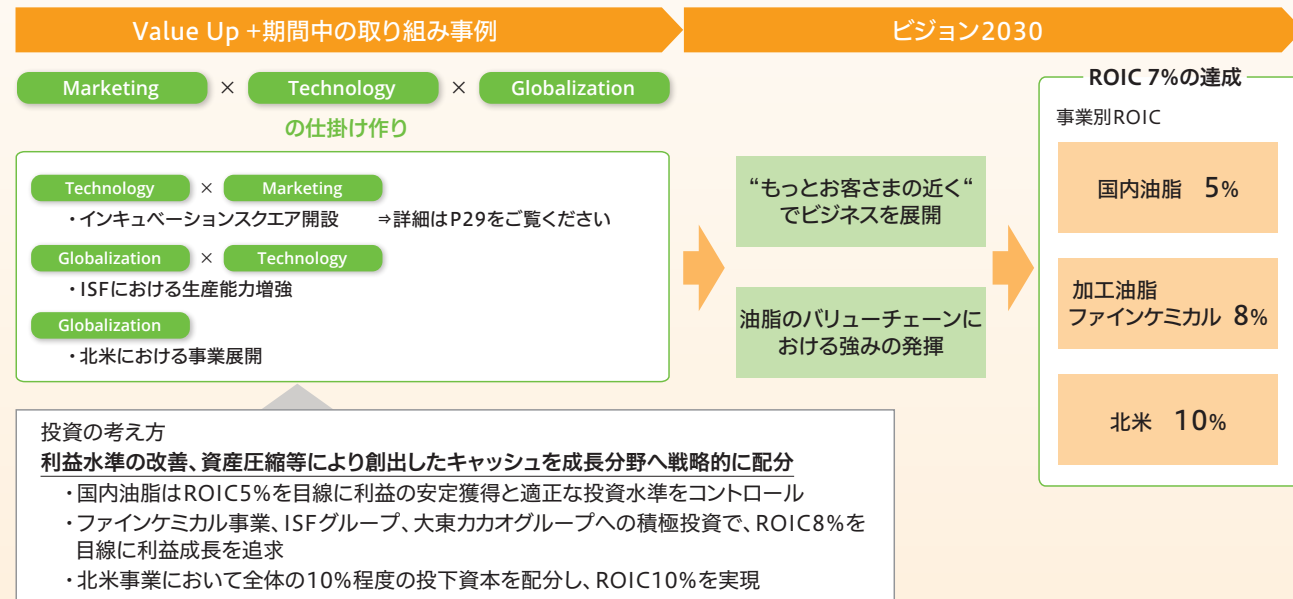 Value Up +期間中の取り組み事例
ビジョン2030
Marketing × Technology × Globalization
の仕掛け作り
Technology × Marketing
・インキュベーションスクエア開設 ⇒詳細はP29をご覧ください
Globalization × Technology
・ISFにおける生産能力増強
Globalization
・北米における事業展開
“もっとお客さまの近く“
でビジネスを展開
油脂のバリューチェーンに
おける強みの発揮
ROIC 7%の達成
事業別ROIC
国内油脂 5%
加工油脂
ファインケミカル 8%
北米 10%
投資の考え方
利益水準の改善、資産圧縮等により創出したキャッシュを成長分野へ戦略的に配分
・国内油脂はROIC5%を目線に利益の安定獲得と適正な投資水準をコントロール
・ファインケミカル事業、ISFグループ、大東カカオグループへの積極投資で、ROIC8%を
目線に利益成長を追求
・北米事業において全体の10%程度の投下資本を配分し、ROIC10%を実現